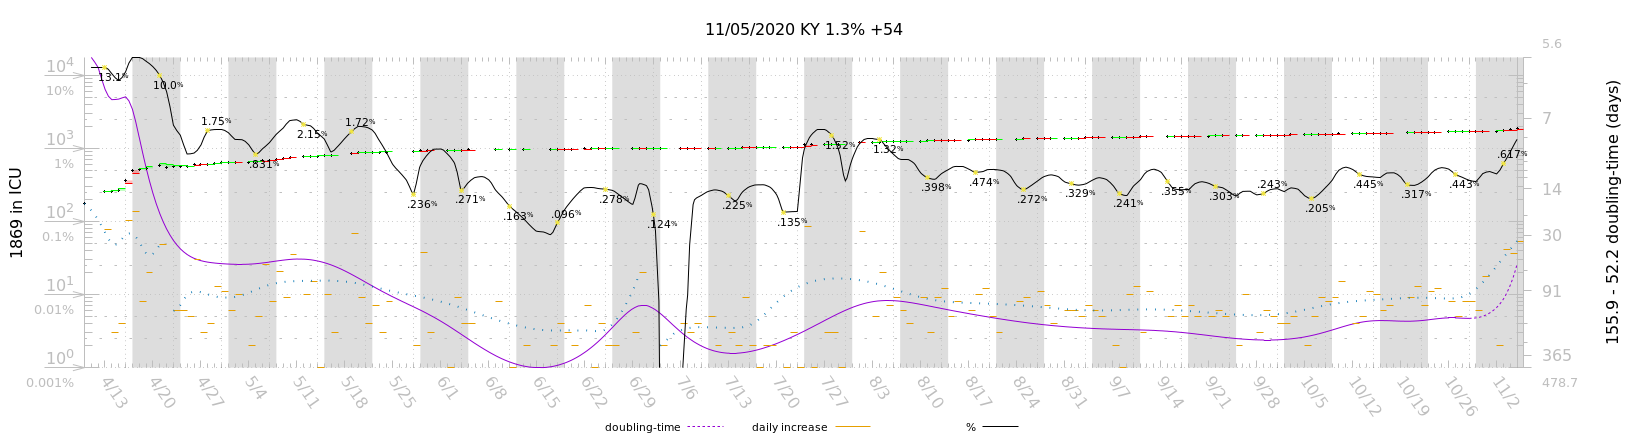 11/05/2020 KY 1.3% +54
1869 in ICU
10⁴
10%
10³
1%
10²
0.1%
10¹
0.01%
10⁰
0.001%
13.1% 10.0% 1.75% .831% 2.15% 1.72% .236% .271% .163% .096% .278% .124% .225% .135% 1.52% 1.32% .398% .474% .272% .329% .241% .355% .303% .243% .205% .445% .317% .443% .617%
5.6
7
14
30
91
365
478.7
155.9 - 52.2 doubling-time (days)
4/13 4/20 4/27 5/4 5/11 5/18 5/25 6/1 6/8 6/15 6/22 6/29 7/6 7/13 7/20 7/27 8/3 8/10 8/17 8/24 8/31 9/7 9/14 9/21 9/28 10/5 10/12 10/19 10/26 11/2
doubling-time daily increase %